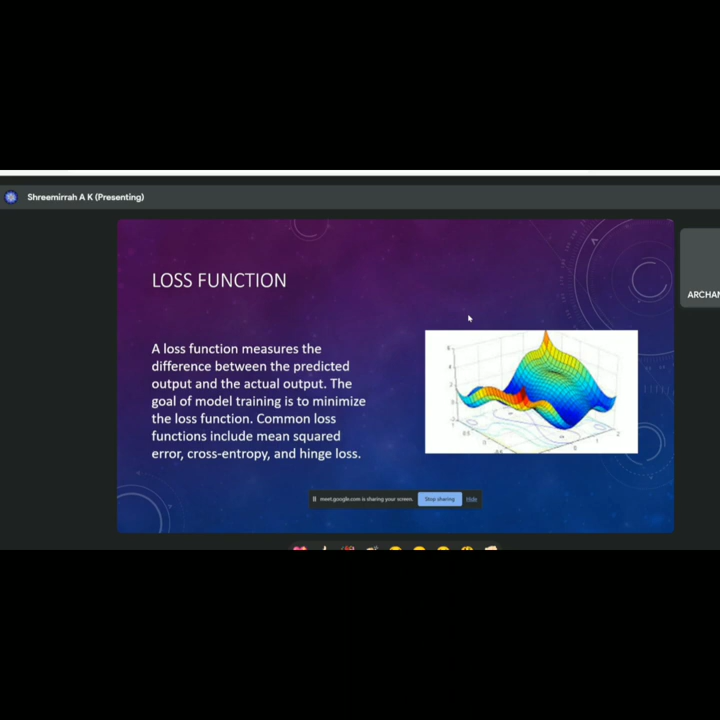 Shreemirrah A K (Presenting)
LOSS FUNCTION
ARCHAN
A loss function measures the
difference between the predicted
output and the actual output. The
goal of model training is to minimize
the loss function. Common loss
functions include mean squared
error, cross-entropy, and hinge loss.
meet.google.com is sharing your screen. Stop sharing Hide